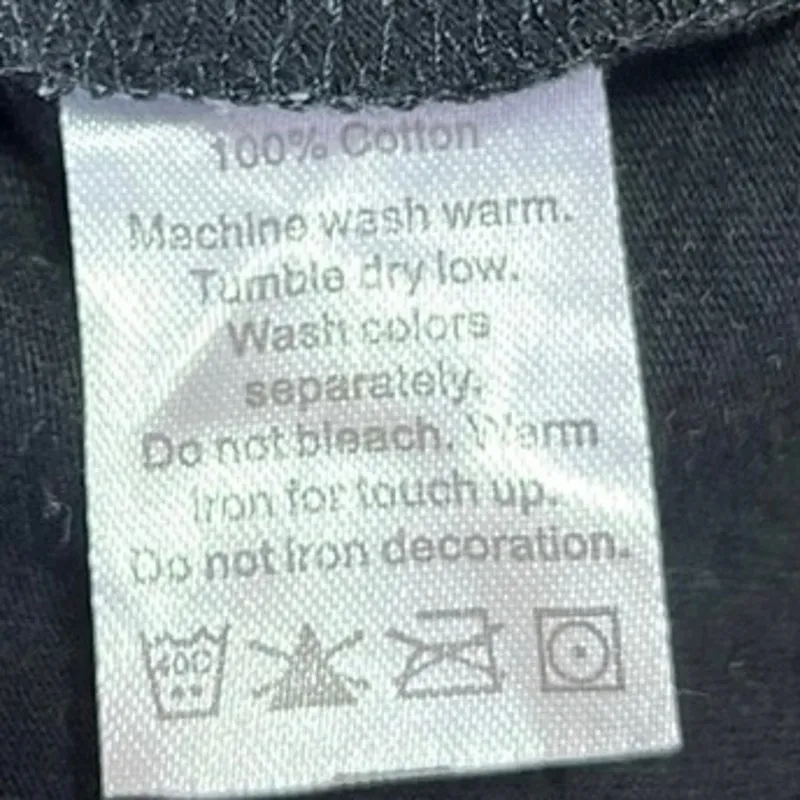 100% Cotton
Machine wash warm.
Tumble dry low.
Wash colors
separately.
Do not bleach. Warm
iron for touch up.
Do not iron decoration.
40°